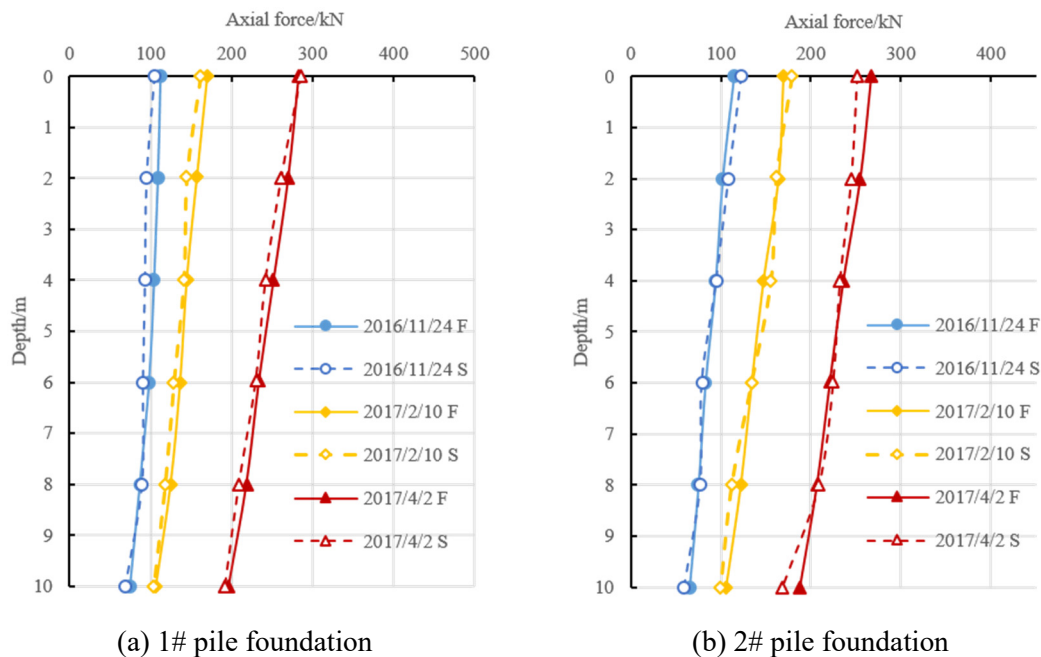 Axial force/kN
0 100 200 300 400 500
0
1
2
3
4
5
6
7
8
9
10
Depth/m
2016/11/24 F
2016/11/24 S
2017/2/10 F
2017/2/10 S
2017/4/2 F
2017/4/2 S
(a) 1# pile foundation
Axial force/kN
0 100 200 300 400
0
1
2
3
4
5
6
7
8
9
10
Depth/m
2016/11/24 F
2016/11/24 S
2017/2/10 F
2017/2/10 S
2017/4/2 F
2017/4/2 S
(b) 2# pile foundation